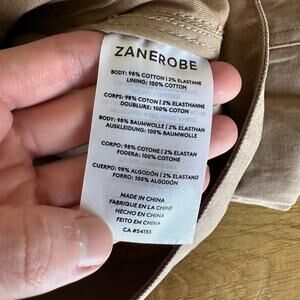 ZANEROBE
BODY: 98% COTTON | 2% ELASTANE
LINING: 100% COTTON
CORPS: 98% COTON | 2% ELASTHANNE
DOUBLURE: 100% COTON
BODY: 98% BAUMWOLLE | 2% ELASTHAN
AUSKLEIDUNG: 100% BAUMWOLLE
CORPO: 98% COTONE | 2% ELASTAN
FODERA: 100% COTONE
CUERPO: 98% ALGODÓN | 2% ELASTANO
FORRO: 100% ALGODÓN
MADE IN CHINA
FABRIQUE EN LA CHINE
HECHO EN CHINA
FEITO EM CHINA
CA #54155